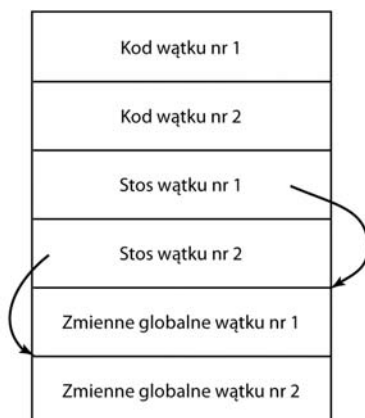 Kod wątku nr 1
Kod wątku nr 2
Stos wątku nr 1
Stos wątku nr 2
Zmienne globalne wątku nr 1
Zmienne globalne wątku nr 2